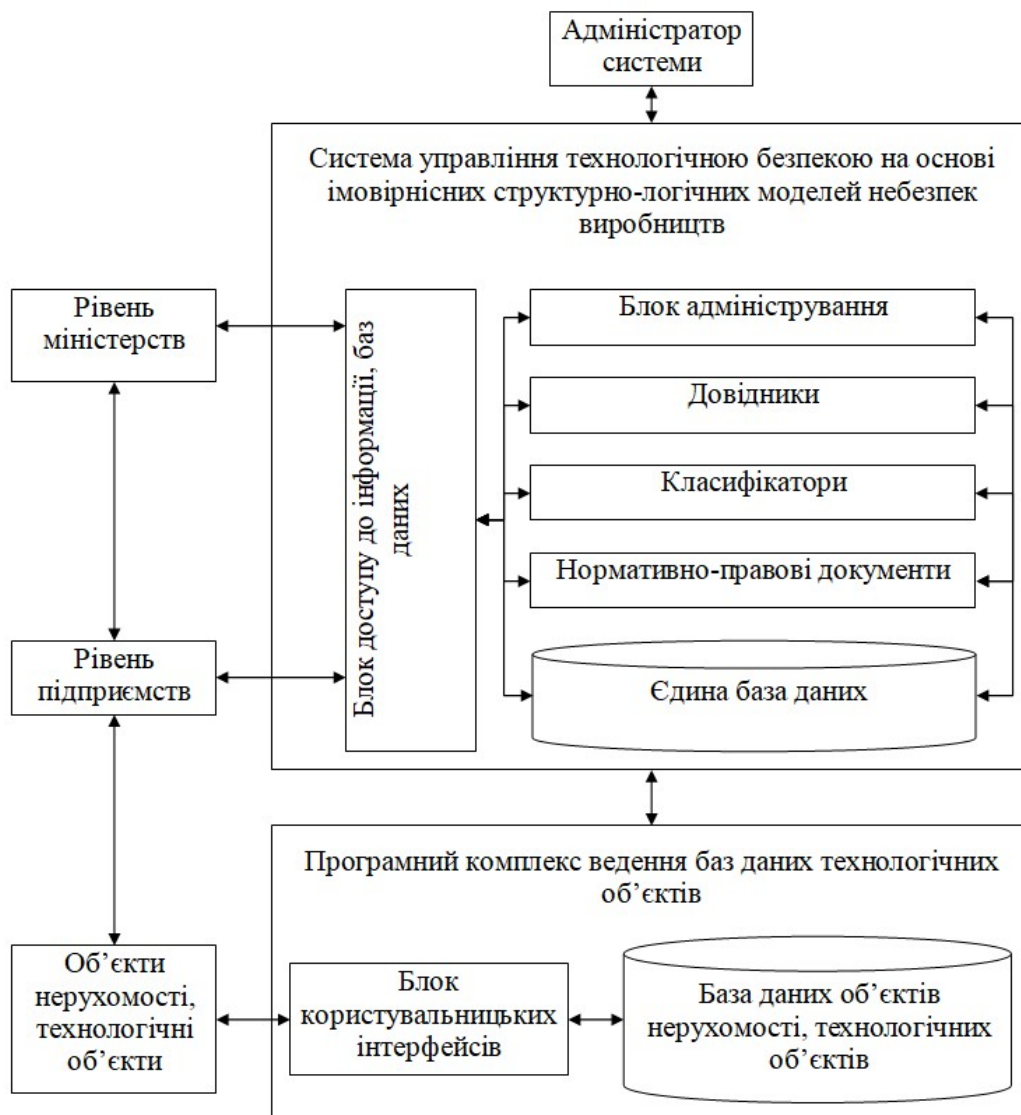 Адміністратор
системи
Система управління технологічною безпекою на основі
імовірнісних структурно-логічних моделей небезпек
виробництв
Рівень
міністерств
Блок доступу до інформації, баз
даних
Блок адміністрування
Довідники
Класифікатори
Нормативно-правові документи
Єдина база даних
Рівень
підприємств
Програмний комплекс ведення баз даних технологічних
об’єктів
Об’єкти
нерухомості,
технологічні
об’єкти
Блок
користувальницьких
інтерфейсів
База даних об’єктів
нерухомості, технологічних
об’єктів